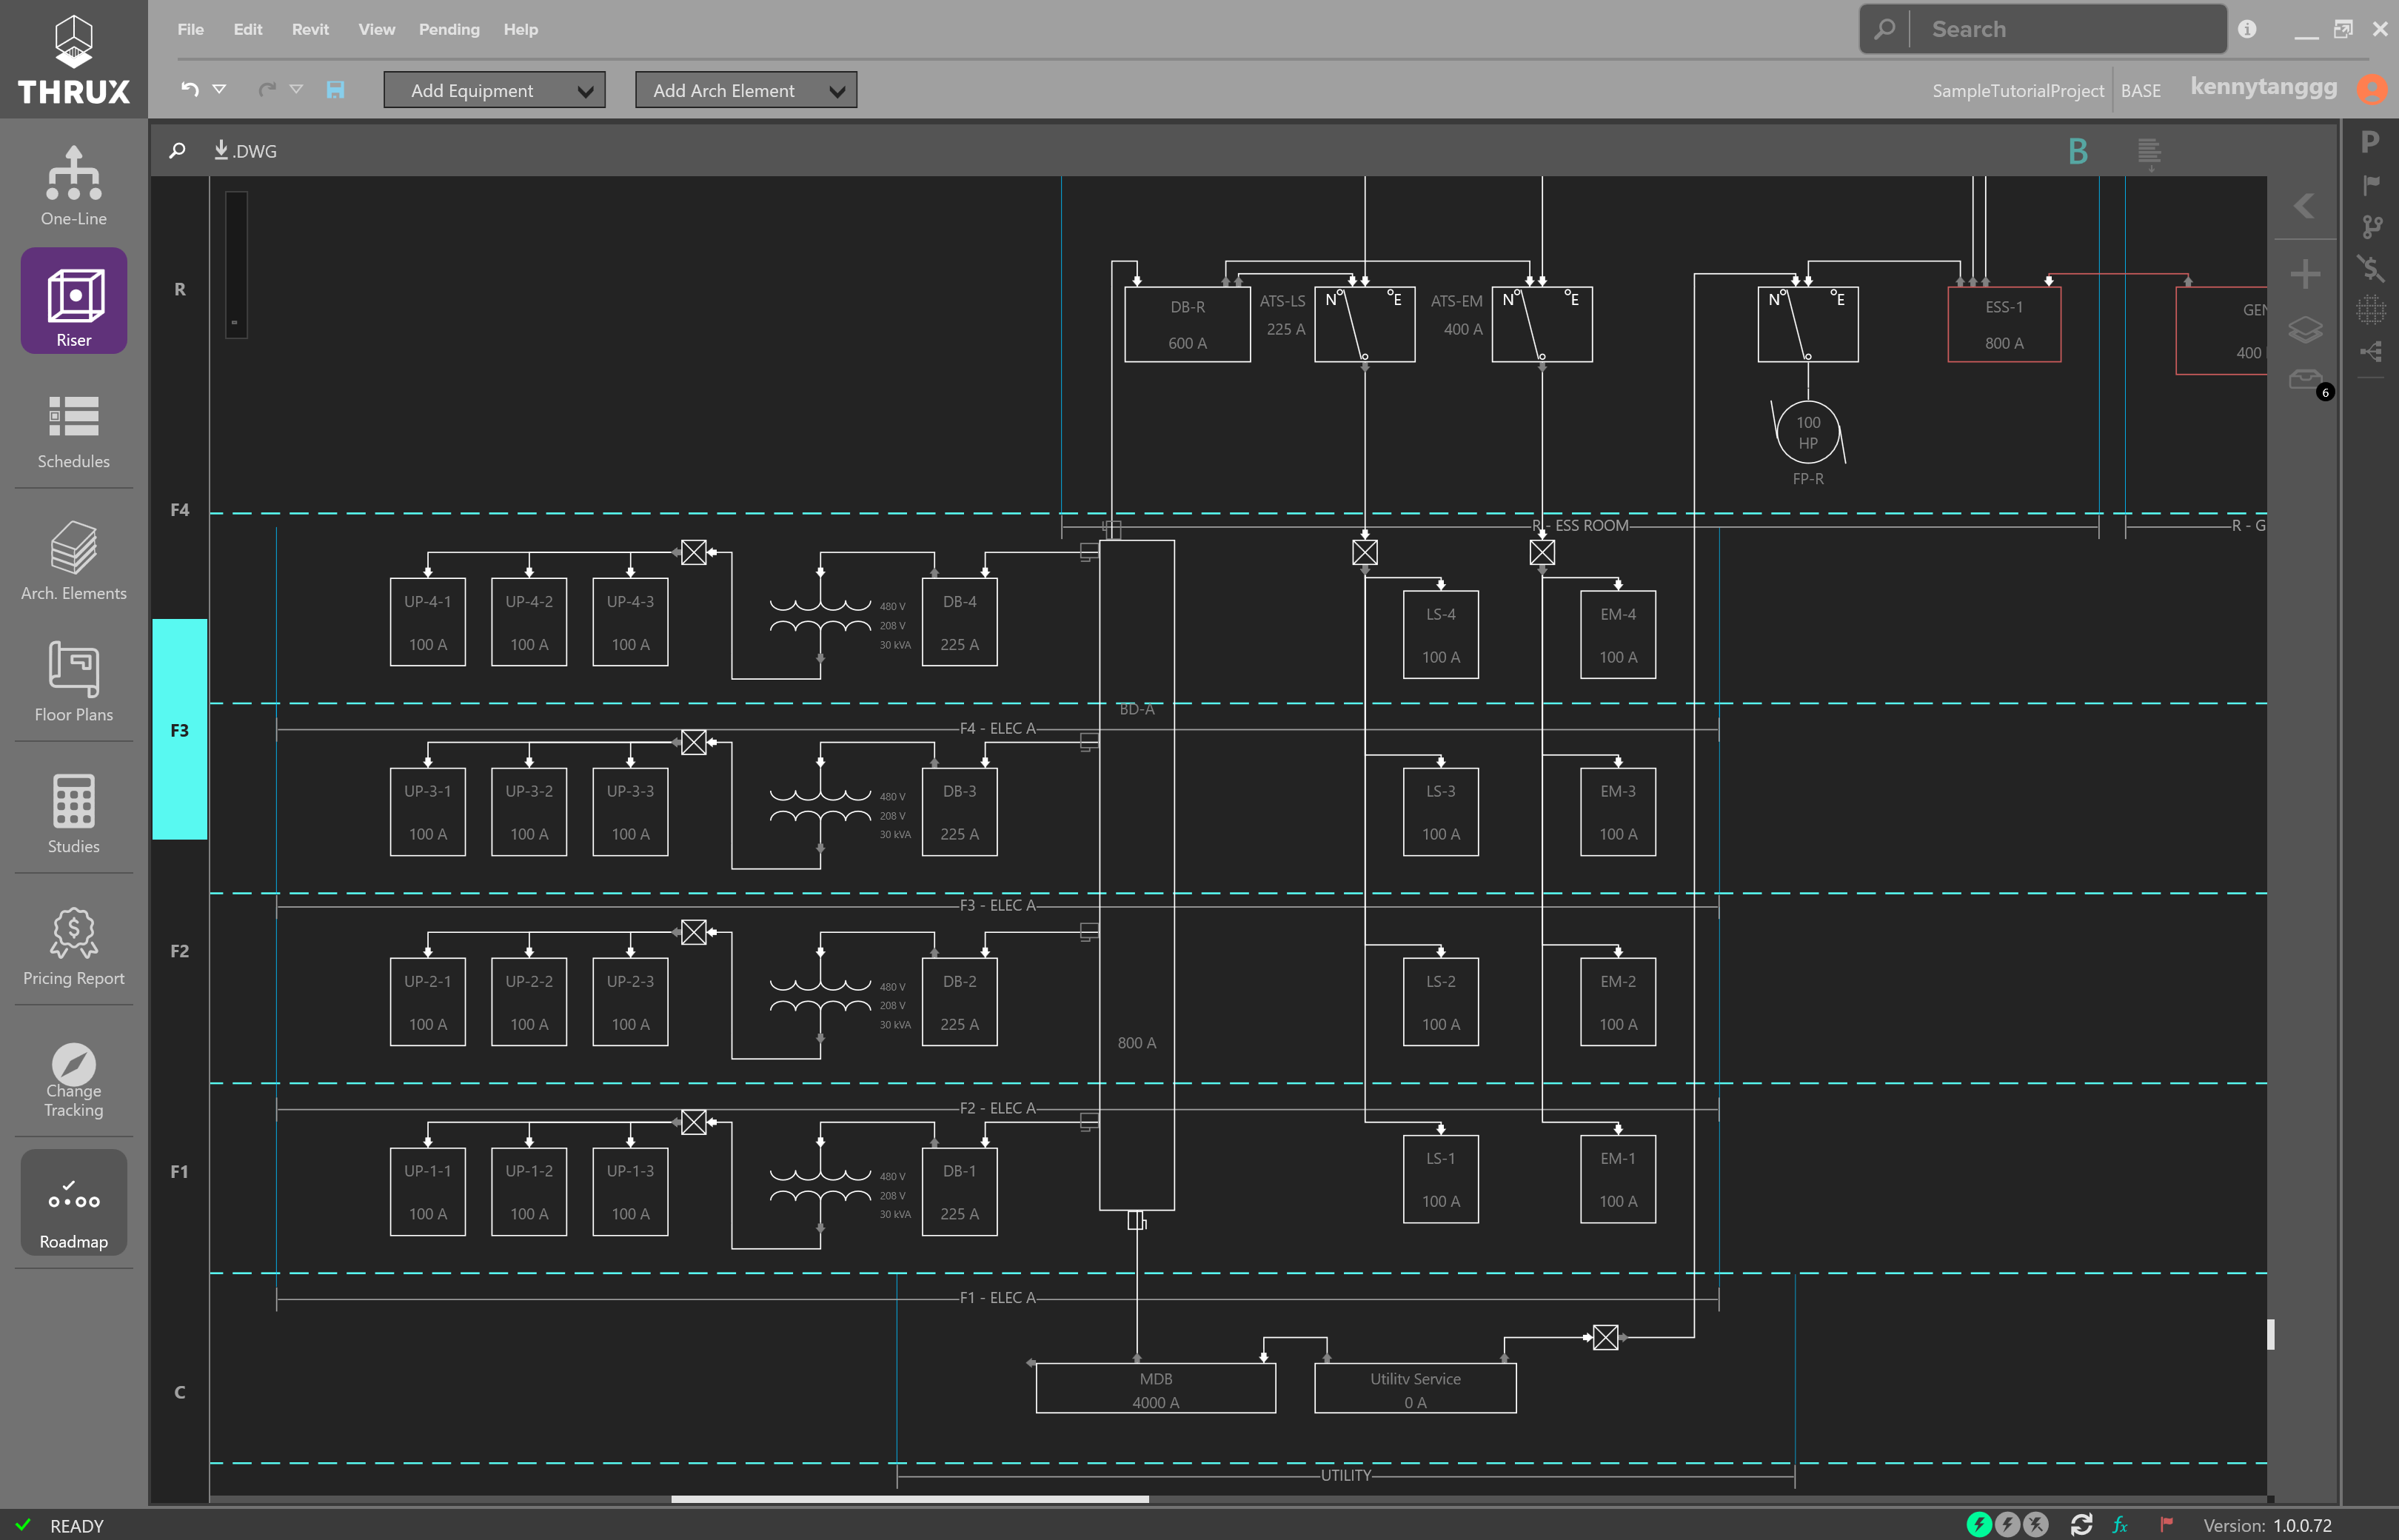 THRUX
File Edit Revit View Pending Help
Search
Add Equipment
Add Arch Element
SampleTutorialProject
BASE
kennytanggg
.DWG
B
P
One-Line
Riser
Schedules
Arch. Elements
Floor Plans
Studies
Pricing Report
Change
Tracking
Roadmap
R
F4
F3
F2
F1
C
DB-R
600 A
ATS-LS
225 A
N E
ATS-EM
400 A
N E
N E
100
HP
FP-R
ESS-1
800 A
GEN
400
6
R - ESS ROOM
R - G
UP-4-1
100 A
UP-4-2
100 A
UP-4-3
100 A
480 V
208 V
30 kVA
DB-4
225 A
LS-4
100 A
EM-4
100 A
BD-A
800 A
F4 - ELEC A
UP-3-1
100 A
UP-3-2
100 A
UP-3-3
100 A
480 V
208 V
30 kVA
DB-3
225 A
LS-3
100 A
EM-3
100 A
F3 - ELEC A
UP-2-1
100 A
UP-2-2
100 A
UP-2-3
100 A
480 V
208 V
30 kVA
DB-2
225 A
LS-2
100 A
EM-2
100 A
F2 - ELEC A
UP-1-1
100 A
UP-1-2
100 A
UP-1-3
100 A
480 V
208 V
30 kVA
DB-1
225 A
LS-1
100 A
EM-1
100 A
F1 - ELEC A
MDB
4000 A
Utility Service
0 A
UTILITY
READY
fx
Version: 1.0.0.72